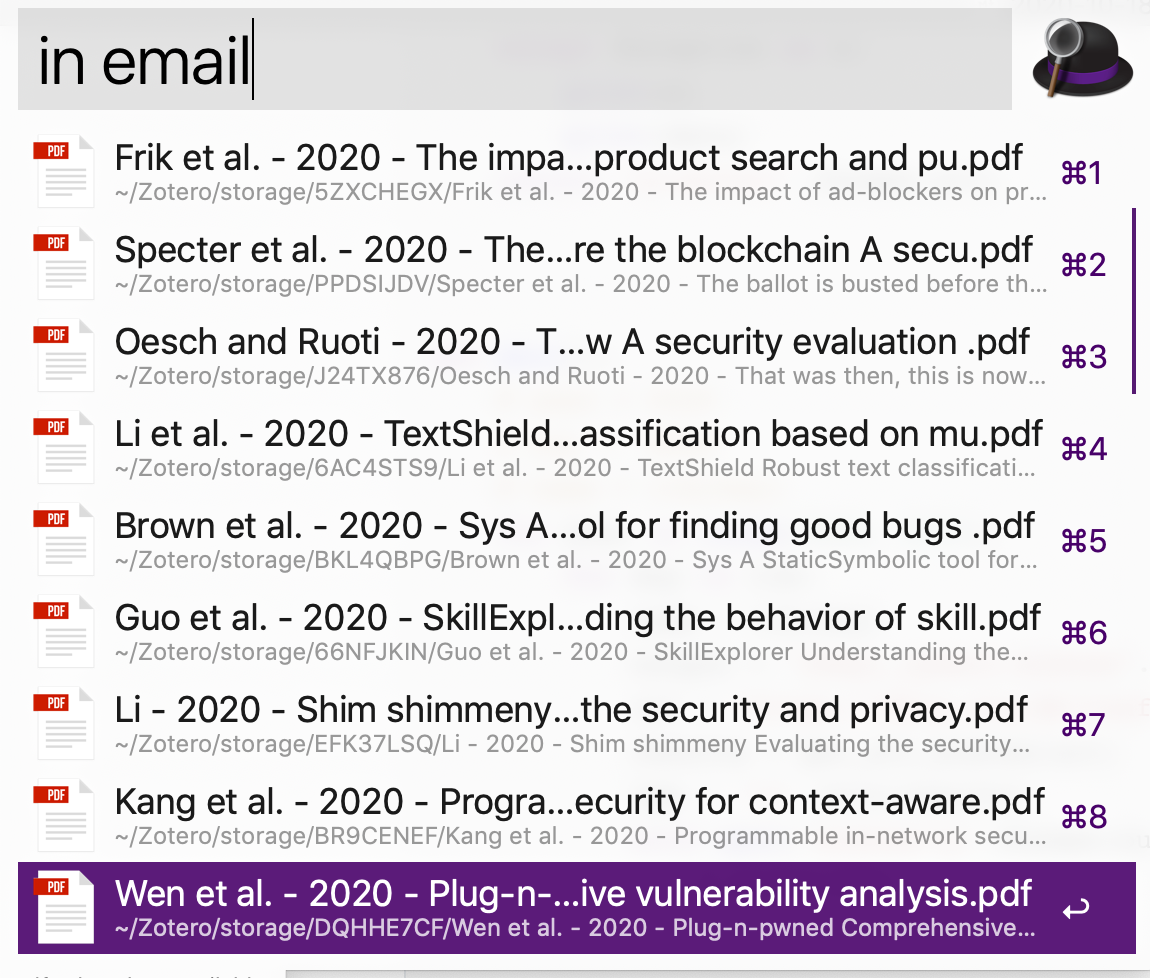 in email
PDF
Frik et al. - 2020 - The impa...product search and pu.pdf
⌘1
~/Zotero/storage/5ZXCHEGX/Frik et al. - 2020 - The impact of ad-blockers on pr...
PDF
Specter et al. - 2020 - The...re the blockchain A secu.pdf
⌘2
~/Zotero/storage/PPDSIJDV/Specter et al. - 2020 - The ballot is busted before th...
PDF
Oesch and Ruoti - 2020 - T...w A security evaluation .pdf
⌘3
~/Zotero/storage/J24TX876/Oesch and Ruoti - 2020 - That was then, this is now...
PDF
Li et al. - 2020 - TextShield...assification based on mu.pdf
⌘4
~/Zotero/storage/6AC4STS9/Li et al. - 2020 - TextShield Robust text classificati...
PDF
Brown et al. - 2020 - Sys A...ol for finding good bugs .pdf
⌘5
~/Zotero/storage/BKL4QBPG/Brown et al. - 2020 - Sys A StaticSymbolic tool for...
PDF
Guo et al. - 2020 - SkillExpl...ding the behavior of skill.pdf
⌘6
~/Zotero/storage/66NFJKIN/Guo et al. - 2020 - SkillExplorer Understanding the...
PDF
Li - 2020 - Shim shimmeny...the security and privacy.pdf
⌘7
~/Zotero/storage/EFK37LSQ/Li - 2020 - Shim shimmeny Evaluating the security...
PDF
Kang et al. - 2020 - Progra...ecurity for context-aware.pdf
⌘8
~/Zotero/storage/BR9CENEF/Kang et al. - 2020 - Programmable in-network secu...
PDF
Wen et al. - 2020 - Plug-n-...ive vulnerability analysis.pdf
~/Zotero/storage/DQHHE7CF/Wen et al. - 2020 - Plug-n-pwned Comprehensive...